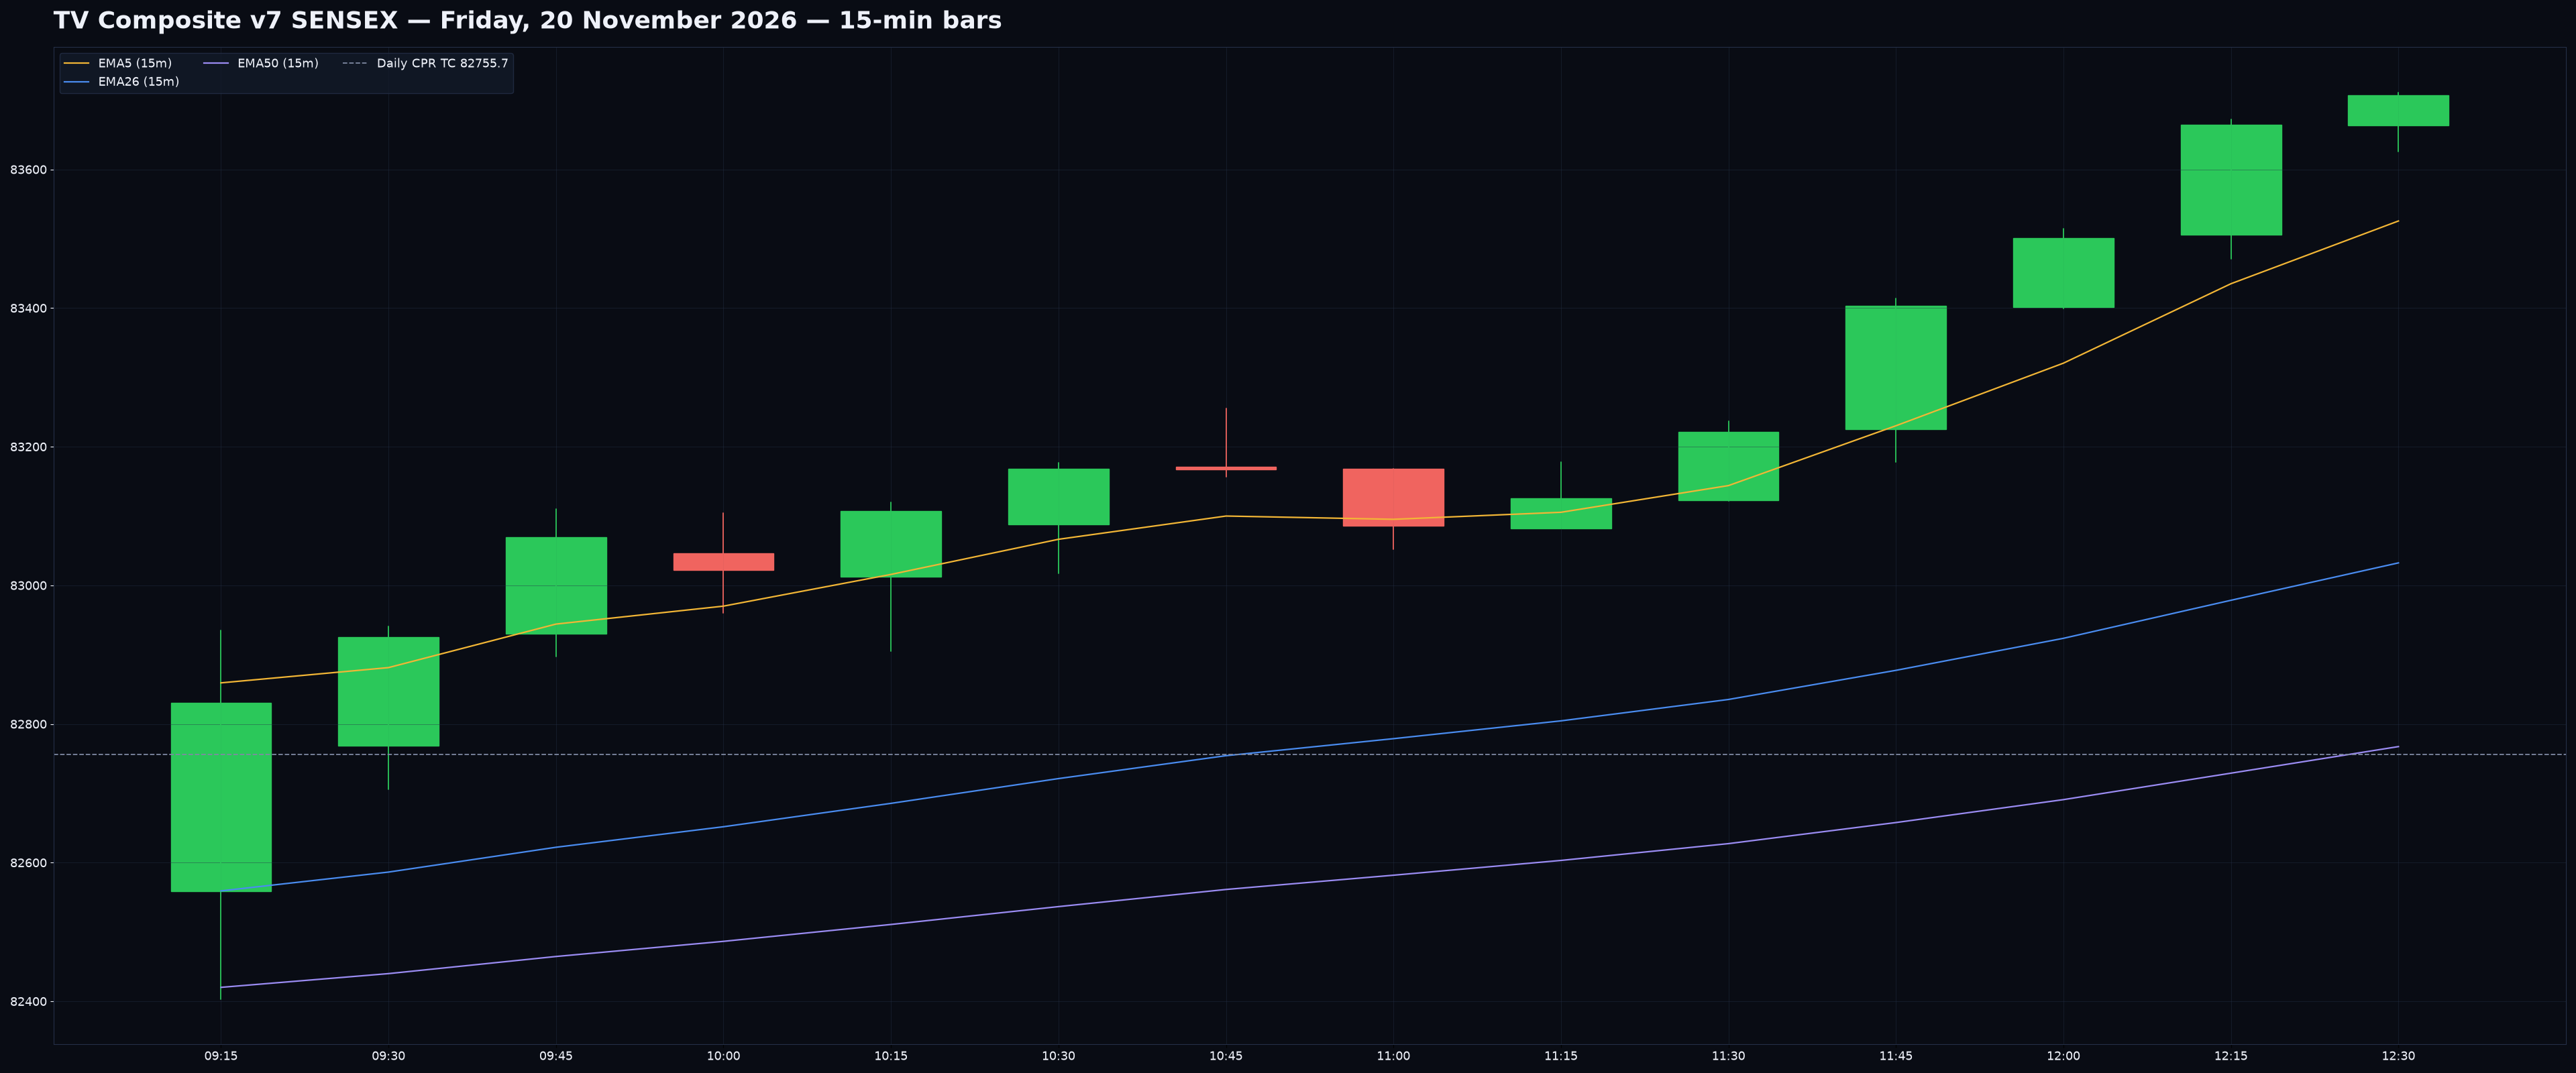 TV Composite v7 SENSEX — Friday, 20 November 2026 — 15-min bars
EMA5 (15m) EMA50 (15m) Daily CPR TC 82755.7
EMA26 (15m)
83600
83400
83200
83000
82800
82600
82400
09:15 09:30 09:45 10:00 10:15 10:30 10:45 11:00 11:15 11:30 11:45 12:00 12:15 12:30